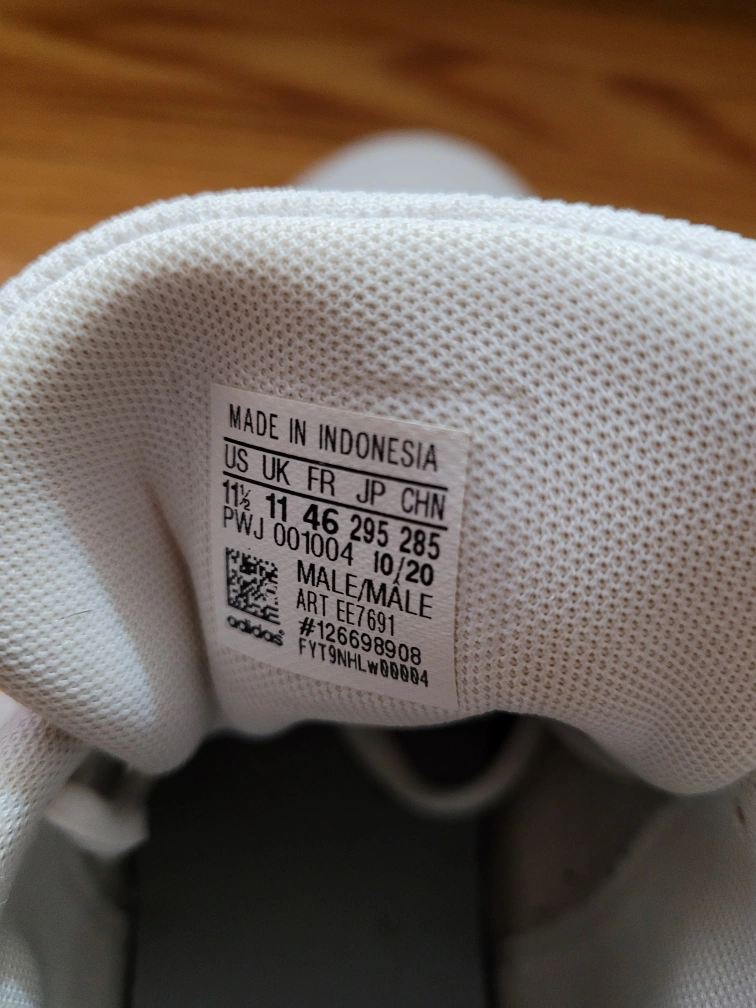 MADE IN INDONESIA
US UK FR JP CHN
11½ 11 46 295 285
PWJ 001004 10/20
MALE/MÂLE
ART EE7691
#126698908
FYT9NHLW00004
adidas